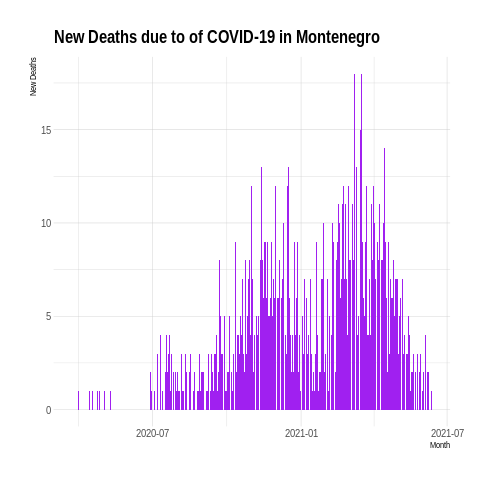 New Deaths due to of COVID-19 in Montenegro
New Deaths
15
10
5
0
2020-07
2021-01
2021-07
Month